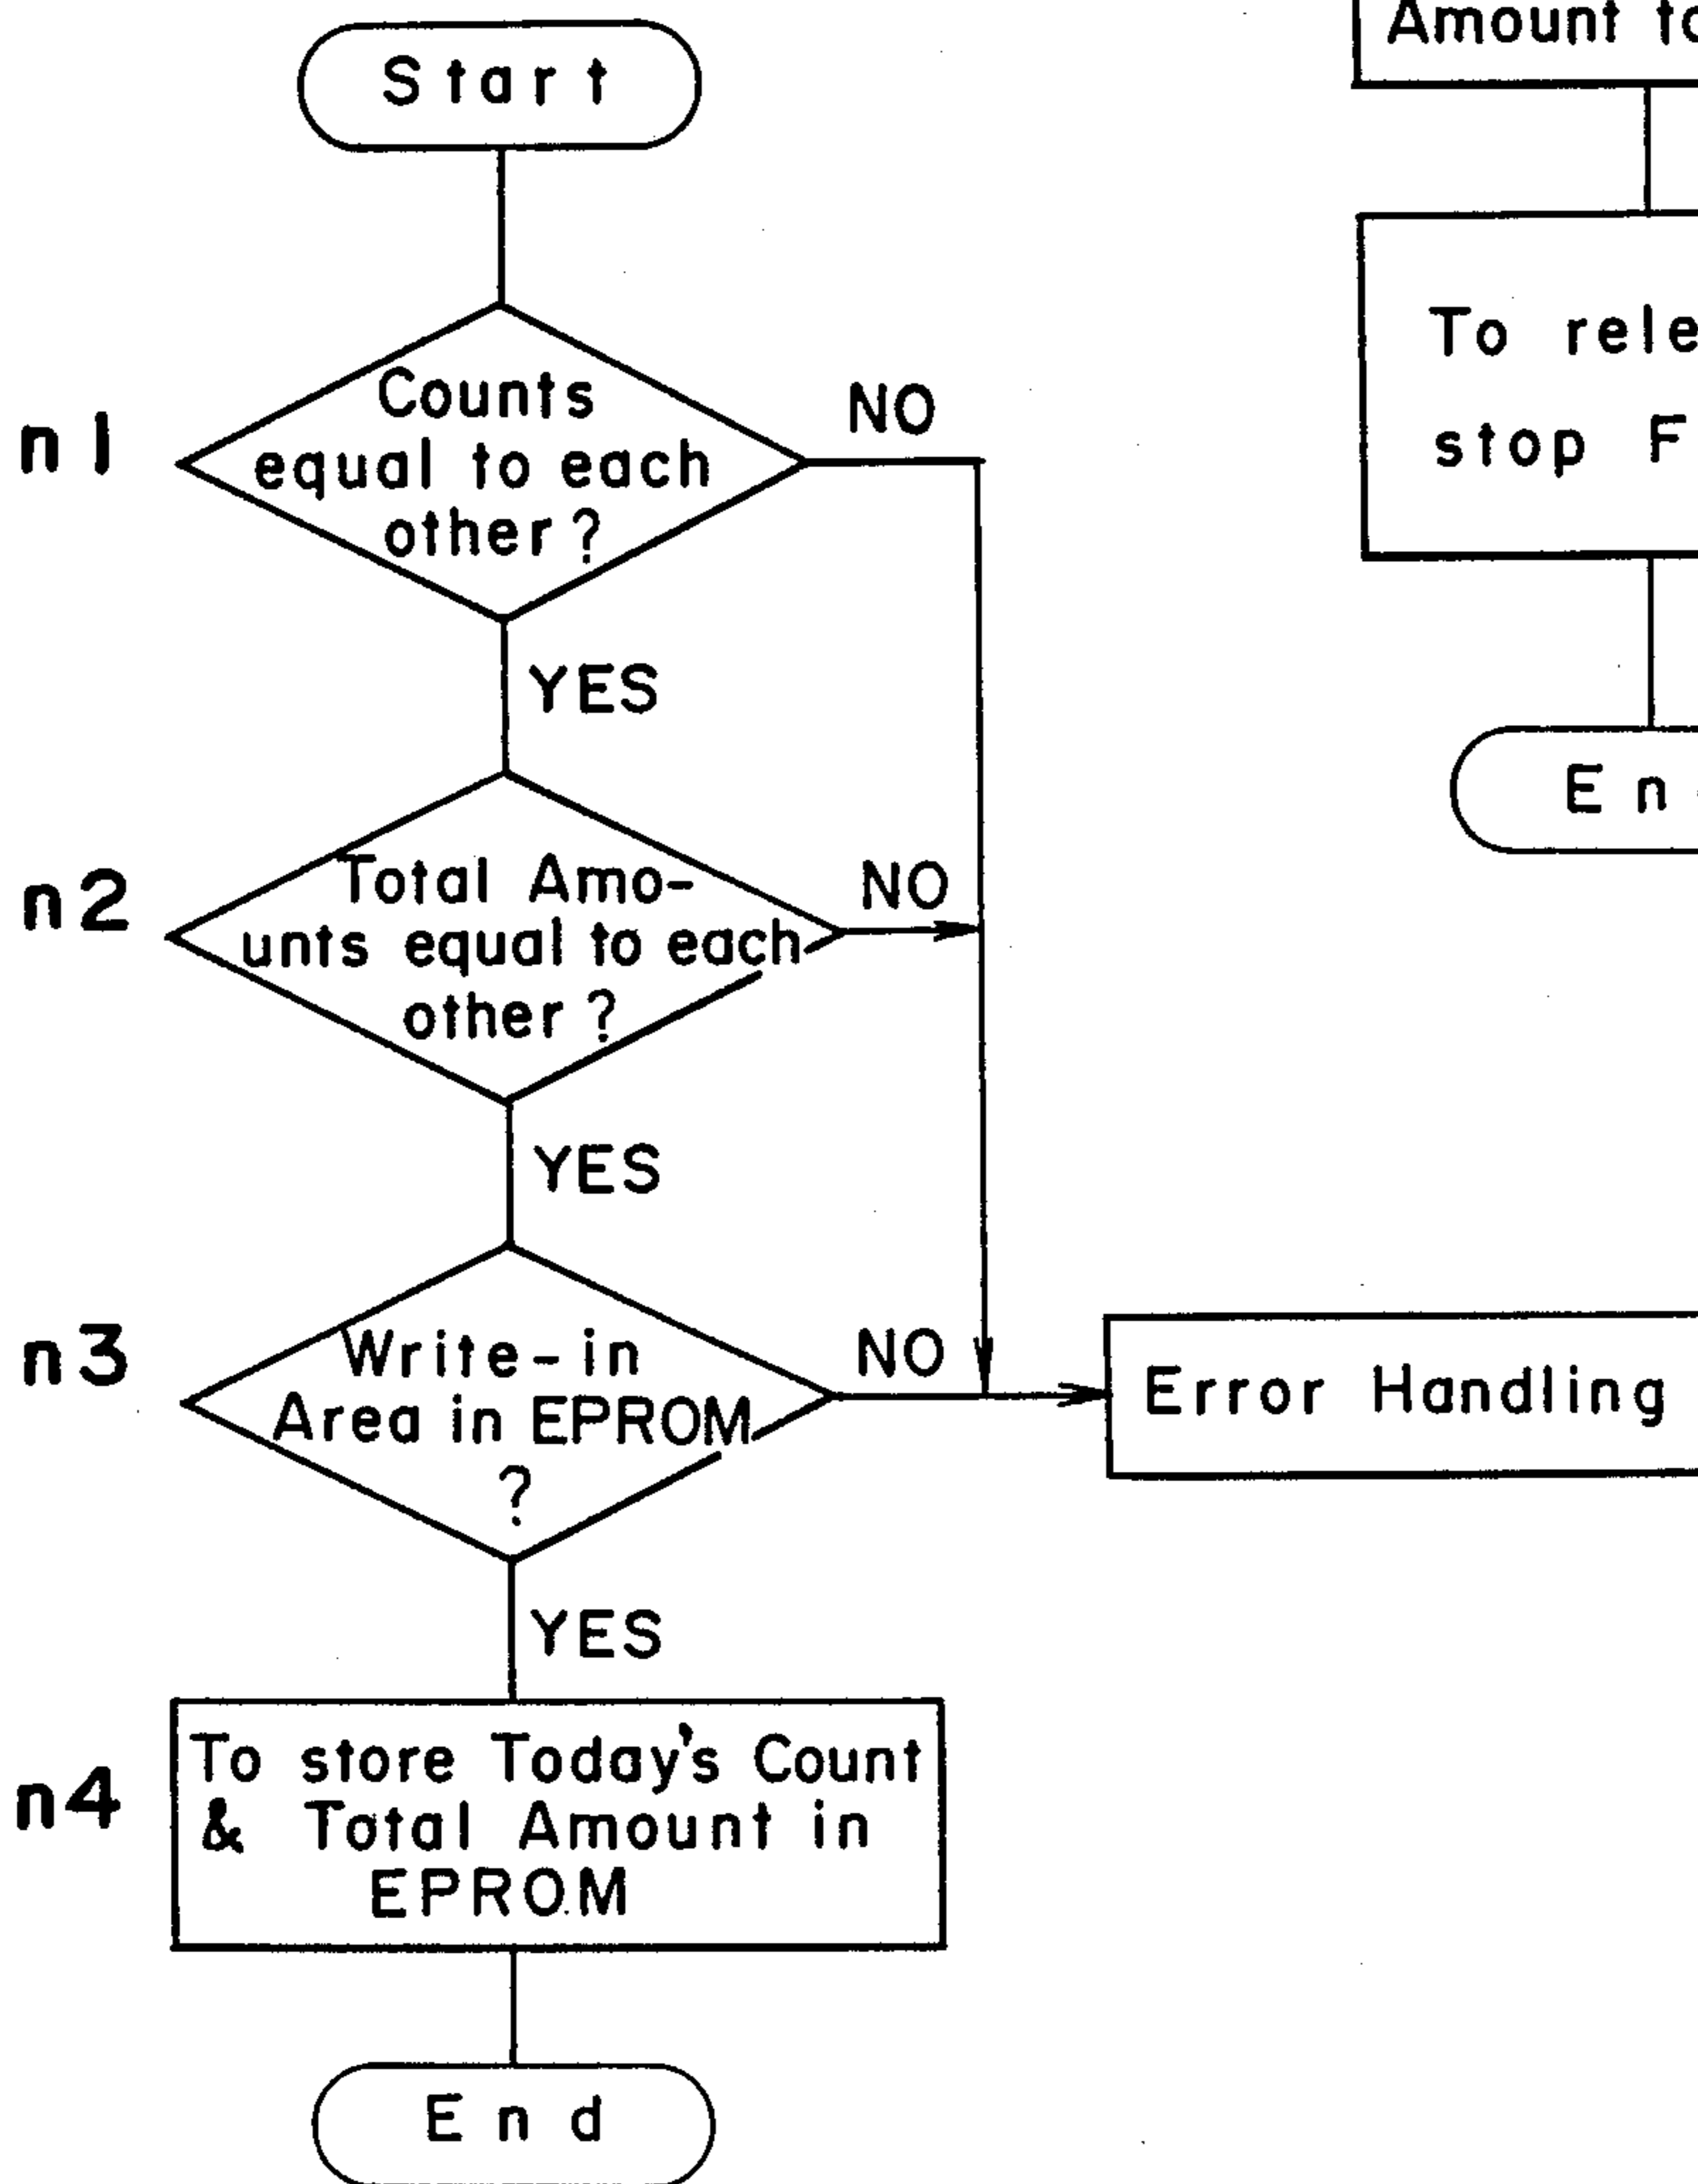 Start
n1
Counts
equal to each
other?
NO
YES
n2
Total Amo-
unts equal to each
other?
NO
YES
n3
Write-in
Area in EPROM
?
NO
Error Handling
YES
n4
To store Today's Count
& Total Amount in
EPROM
End
Amount
To
stop